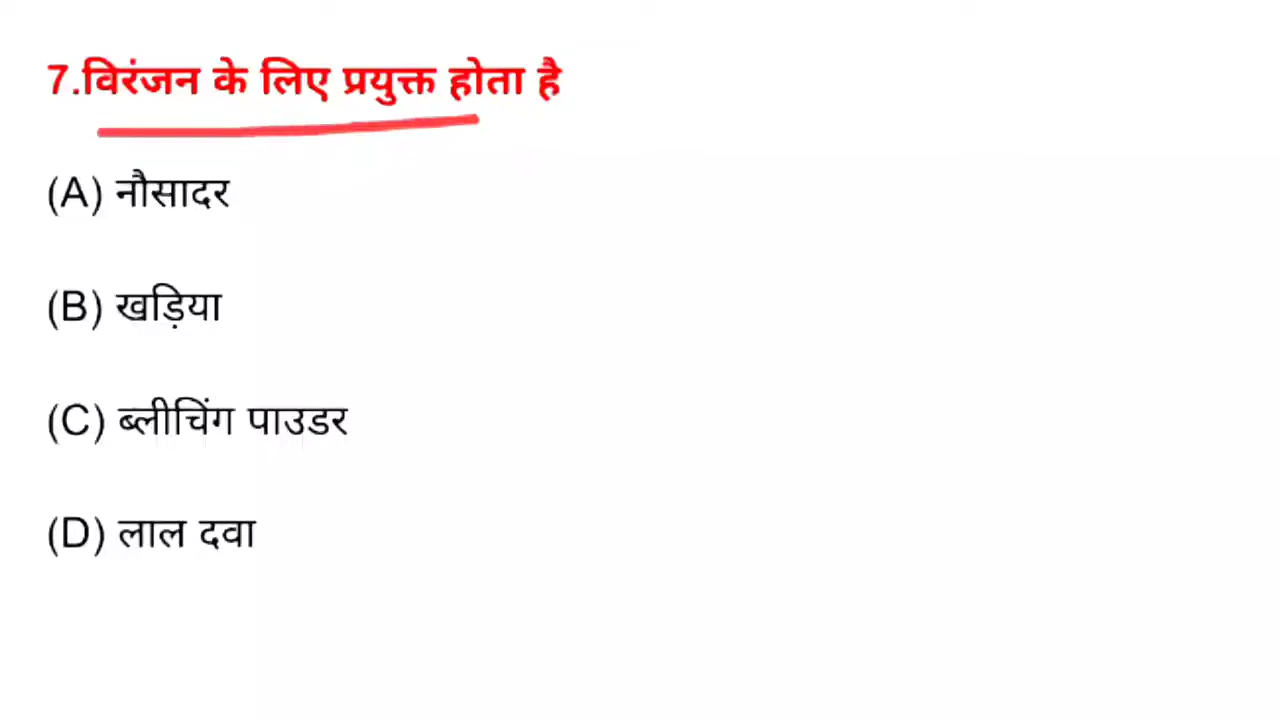 7.विरंजन के लिए प्रयुक्त होता है
(A) नौसादर
(B) खड़िया
(C) ब्लीचिंग पाउडर
(D) लाल दवा